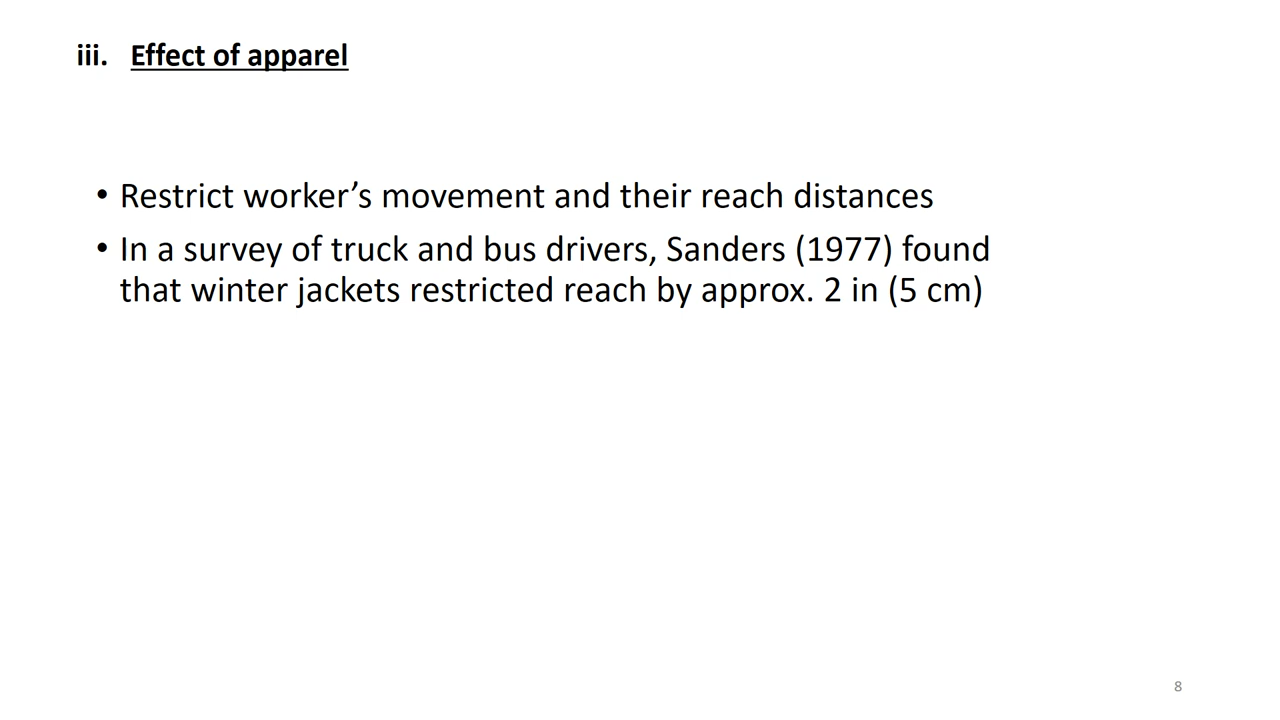 iii. Effect of apparel
• Restrict worker’s movement and their reach distances
• In a survey of truck and bus drivers, Sanders (1977) found
that winter jackets restricted reach by approx. 2 in (5 cm)
8